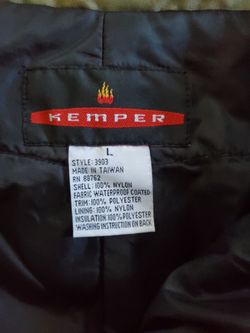 KEMPER
L
STYLE: 3903
MADE IN TAIWAN
RN 88762
SHELL: 100% NYLON
FABRIC WATERPROOF COATED
TRIM: 100% POLYESTER
LINING: 100% NYLON
INSULATION 100% POLYESTER
WASHING INSTRUCTION ON BACK